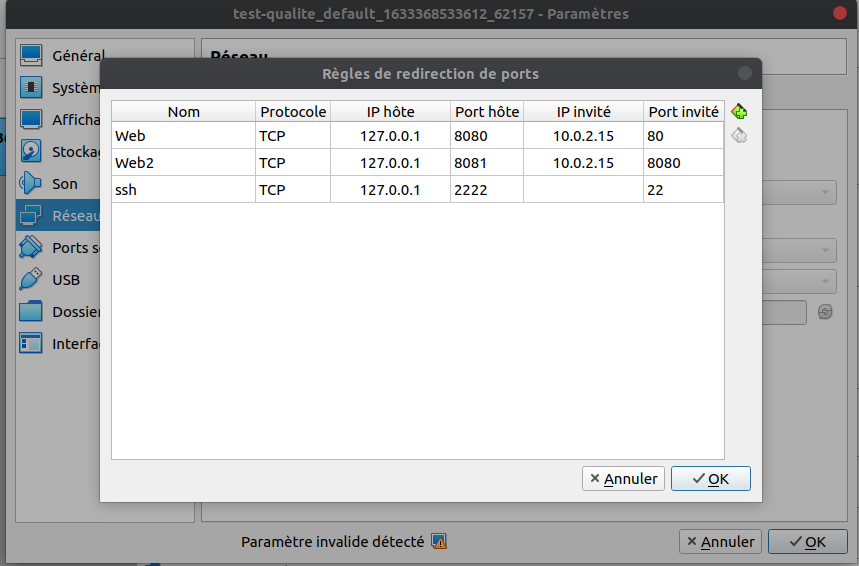 test-qualite_default_1633368533612_62157 - Paramètres
Général
Réseau
Système
Règles de redirection de ports
Nom Protocole IP hôte Port hôte IP invité Port invité
Web TCP 127.0.0.1 8080 10.0.2.15 80
Web2 TCP 127.0.0.1 8081 10.0.2.15 8080
ssh TCP 127.0.0.1 2222 22
Afficha
Stockag
Son
Réseau
Ports s
USB
Dossier
Interfa
Annuler OK
Paramètre invalide détecté
Annuler OK